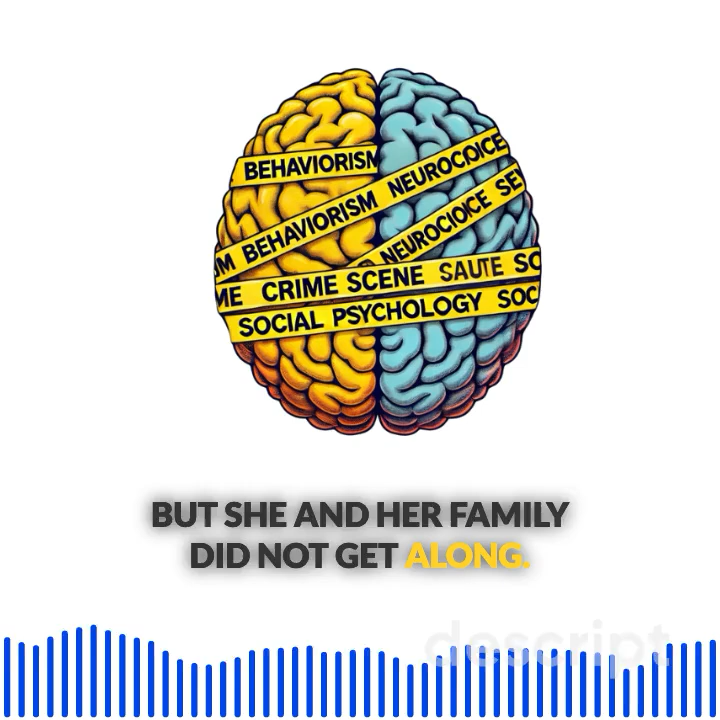 BEHAVIORISM
M BEHAVIORISM NEUROCOICE
NEUROCIOICE SE
ME CRIME SCENE SAUTE SC
SOCIAL PSYCHOLOGY SOC
BUT SHE AND HER FAMILY
DID NOT GET ALONG.
descript